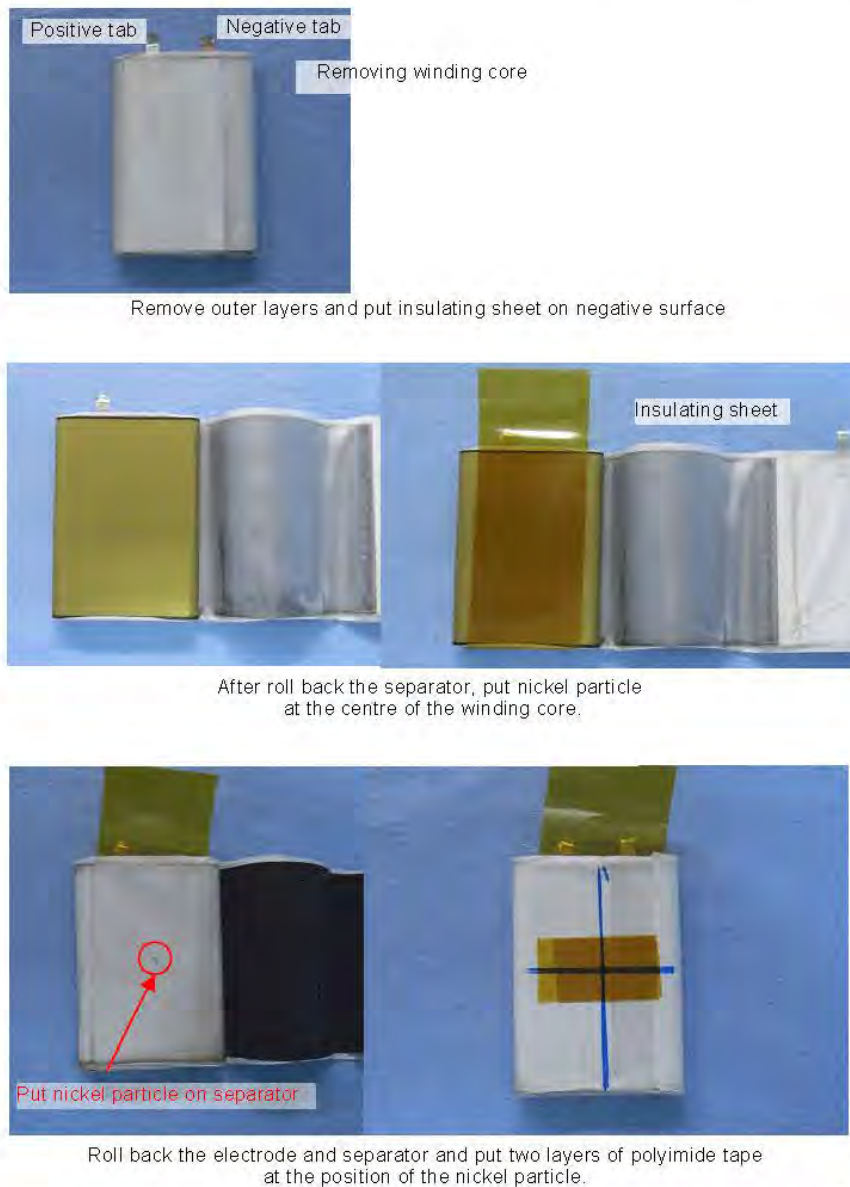 Positive tab
Negative tab
Removing winding core
Remove outer layers and put insulating sheet on negative surface
Insulating sheet
After roll back the separator, put nickel particle
at the centre of the winding core.
Put nickel particle on separator
Roll back the electrode and separator and put two layers of polyimide tape
at the position of the nickel particle.